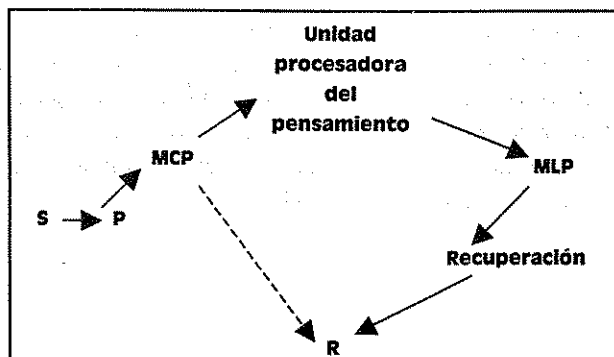 Unidad
procesadora
del
pensamiento
MCP
MLP
S
P
Recuperación
R